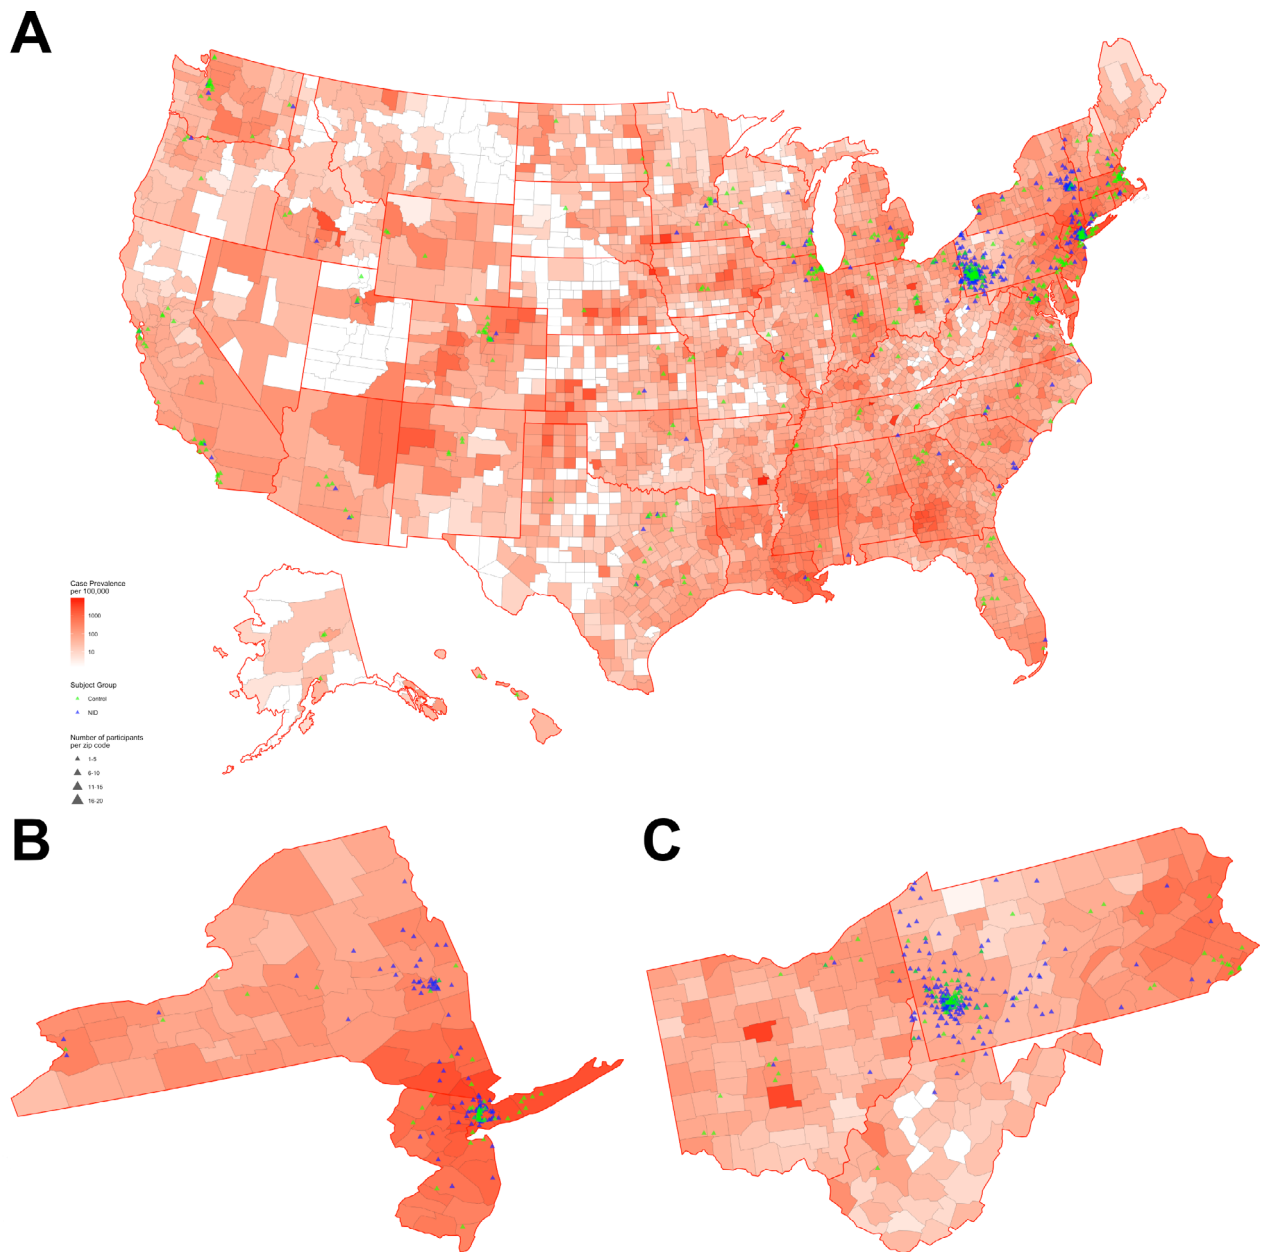 A
Case Prevalence
per 100,000
1000
100
10
Subject Group
Control
NID
Number of participants
per zip code
1-5
6-10
11-15
16-20
B
C